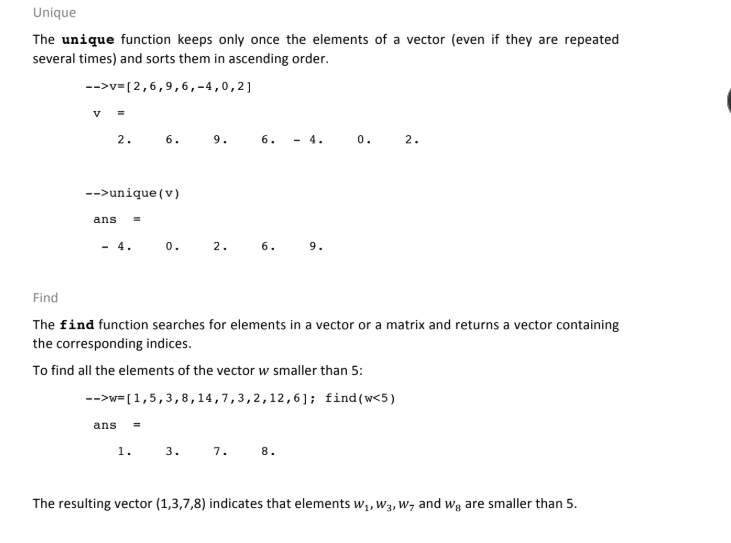 Unique
The unique function keeps only once the elements of a vector (even if they are repeated
several times) and sorts them in ascending order.
-->v=[2,6,9,6,-4,0,2]
v  =
2.    6.    9.    6.  - 4.    0.    2.
-->unique(v)
ans  =
- 4.    0.    2.    6.    9.
Find
The find function searches for elements in a vector or a matrix and returns a vector containing
the corresponding indices.
To find all the elements of the vector w smaller than 5:
-->w=[1,5,3,8,14,7,3,2,12,6]; find(w<5)
ans  =
1.    3.    7.    8.
The resulting vector (1,3,7,8) indicates that elements w₁, w₃, w₇ and w₈ are smaller than 5.